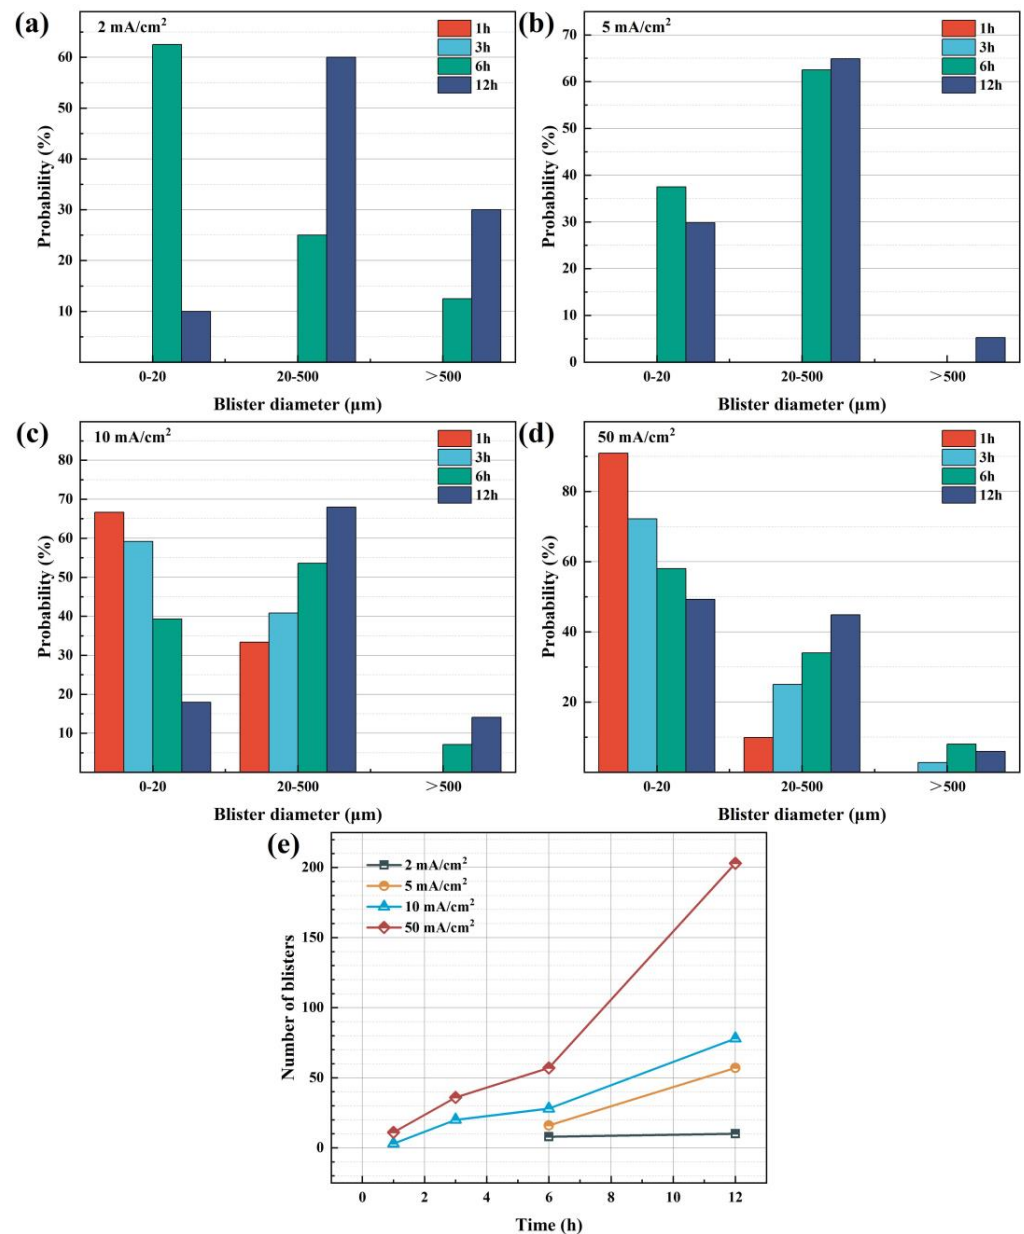 (a)
2 mA/cm²
1h
3h
6h
12h
60
50
40
30
20
10
Probability (%)
0-20
20-500
>500
Blister diameter (μm)
(b)
5 mA/cm²
1h
3h
6h
12h
70
60
50
40
30
20
10
0
Probability (%)
0-20
20-500
>500
Blister diameter (μm)
(c)
10 mA/cm²
1h
3h
6h
12h
80
70
60
50
40
30
20
10
Probability (%)
0-20
20-500
>500
Blister diameter (μm)
(d)
50 mA/cm²
1h
3h
6h
12h
80
60
40
20
Probability (%)
0-20
20-500
>500
Blister diameter (μm)
(e)
2 mA/cm²
5 mA/cm²
10 mA/cm²
50 mA/cm²
200
150
100
50
0
Number of blisters
0
2
4
6
8
10
12
Time (h)